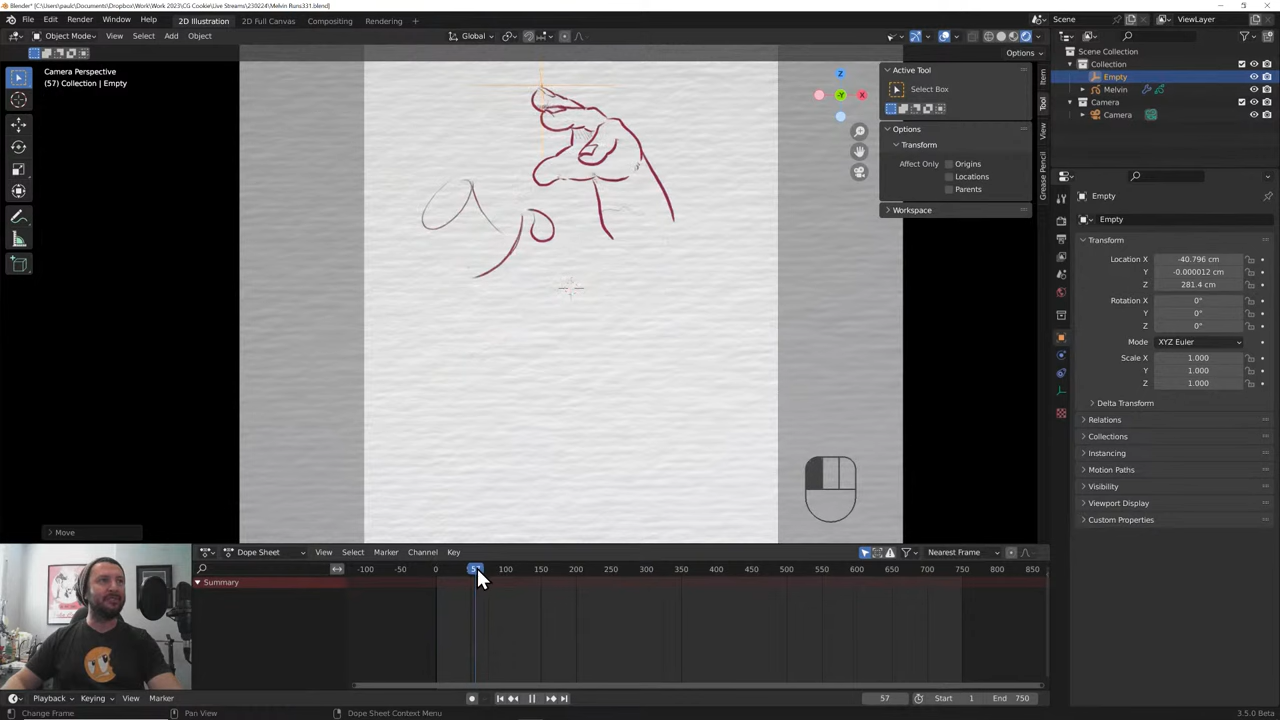 Blender* [C:\Users\paulc\Documents\Dropbox\Work\Work 2023\CG Cookie\Live Streams\230224\Melvin Runs331.blend]
File Edit Render Window Help 2D Illustration 2D Full Canvas Compositing Rendering + Scene ViewLayer
Object Mode View Select Add Object Global
Options
Camera Perspective
(57) Collection | Empty
Z
X
-Y
Active Tool
Select Box
Options
Transform
Affect Only Origins
Locations
Parents
Workspace
Item
Tool
View
Grease Pencil
Scene Collection
Collection
Empty
Melvin
Camera
Camera
Empty
Empty
Transform
Location X -40.796 cm
Y -0.000012 cm
Z 281.4 cm
Rotation X 0°
Y 0°
Z 0°
Mode XYZ Euler
Scale X 1.000
Y 1.000
Z 1.000
Delta Transform
Relations
Collections
Instancing
Motion Paths
Visibility
Viewport Display
Custom Properties
Move
Dope Sheet View Select Marker Channel Key Nearest Frame
-100 -50 0 57 100 150 200 250 300 350 400 450 500 550 600 650 700 750 800 850
Summary
Playback Keying View Marker 57 Start 1 End 750
Change Frame Pan View Dope Sheet Context Menu 3.5.0 Beta